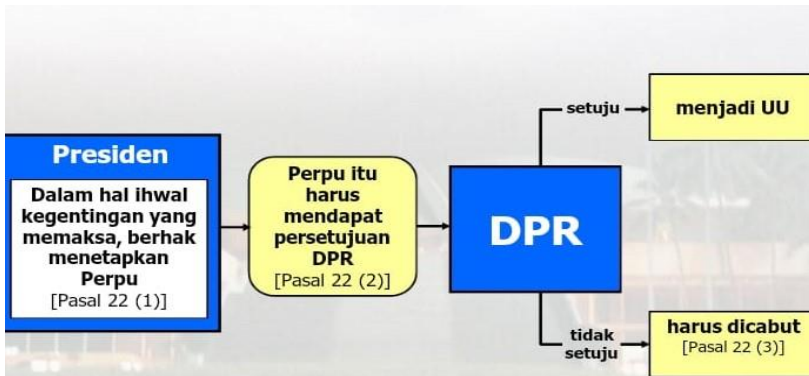 Presiden
Dalam hal ihwal
kegentingan yang
memaksa, berhak
menetapkan
Perpu
[Pasal 22 (1)]
Perpu itu
harus
mendapat
persetujuan
DPR
[Pasal 22 (2)]
DPR
setuju
menjadi UU
tidak
setuju
harus dicabut
[Pasal 22 (3)]